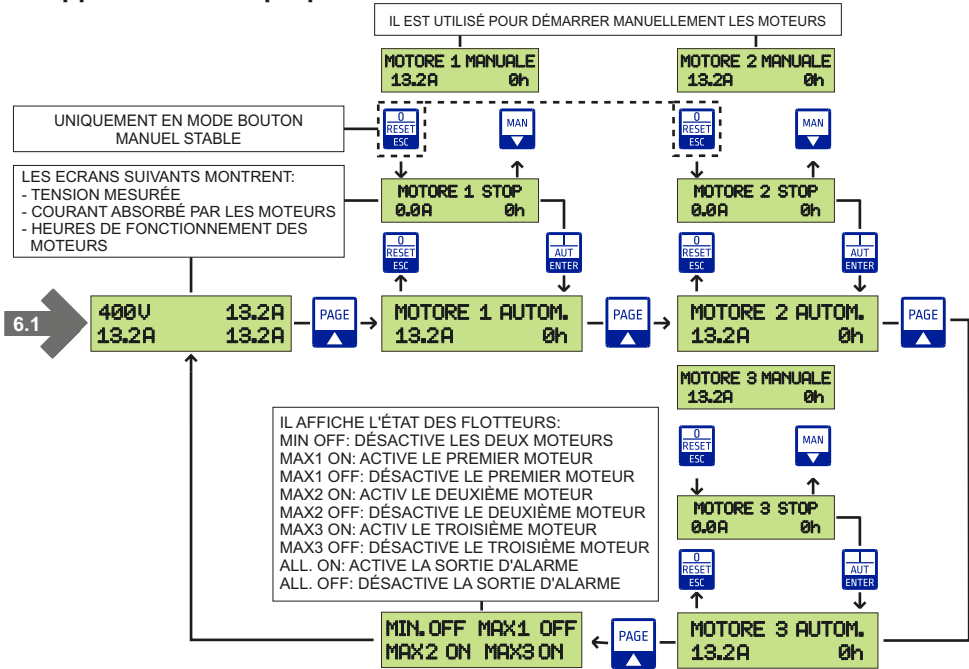 IL EST UTILISÉ POUR DÉMARRER MANUELLEMENT LES MOTEURS
MOTORE 1 MANUALE
13.2A 0h
MOTORE 2 MANUALE
13.2A 0h
UNIQUEMENT EN MODE BOUTON
MANUEL STABLE
0
RESET
ESC
MAN
0
RESET
ESC
MAN
LES ECRANS SUIVANTS MONTRENT:
- TENSION MESURÉE
- COURANT ABSORBÉ PAR LES MOTEURS
- HEURES DE FONCTIONNEMENT DES
MOTEURS
MOTORE 1 STOP
0.0A 0h
MOTORE 2 STOP
0.0A 0h
0
RESET
ESC
I
AUT
ENTER
0
RESET
ESC
I
AUT
ENTER
6.1
400V 13.2A
13.2A 13.2A
PAGE
MOTORE 1 AUTOM.
13.2A 0h
PAGE
MOTORE 2 AUTOM.
13.2A 0h
PAGE
MOTORE 3 MANUALE
13.2A 0h
IL AFFICHE L'ÉTAT DES FLOTTEURS:
MIN OFF: DÉSACTIVE LES DEUX MOTEURS
MAX1 ON: ACTIVE LE PREMIER MOTEUR
MAX1 OFF: DÉSACTIVE LE PREMIER MOTEUR
MAX2 ON: ACTIV LE DEUXIÈME MOTEUR
MAX2 OFF: DÉSACTIVE LE DEUXIÈME MOTEUR
MAX3 ON: ACTIV LE TROISIÈME MOTEUR
MAX3 OFF: DÉSACTIVE LE TROISIÈME MOTEUR
ALL. ON: ACTIVE LA SORTIE D'ALARME
ALL. OFF: DÉSACTIVE LA SORTIE D'ALARME
0
RESET
ESC
MAN
MOTORE 3 STOP
0.0A 0h
0
RESET
ESC
I
AUT
ENTER
MIN.OFF MAX1 OFF
MAX2 ON MAX3 ON
PAGE
MOTORE 3 AUTOM.
13.2A 0h